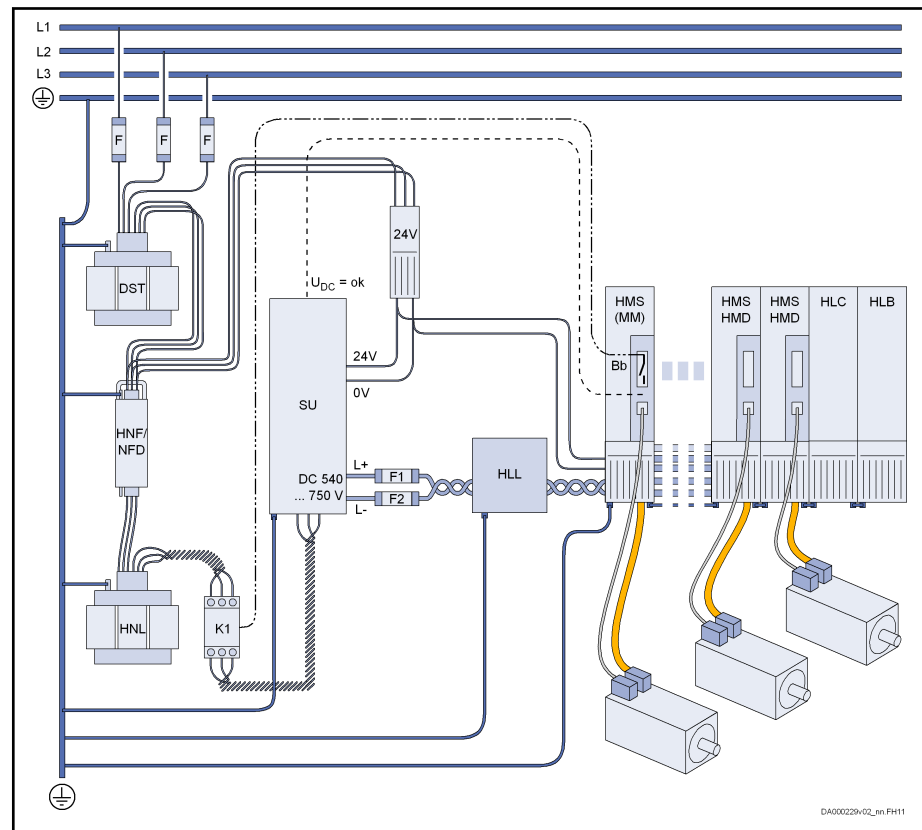 L1
L2
L3
F F F
24V
DST
U_DC = ok
HMS
(MM)
HMS
HMD
HMS
HMD
HLC
HLB
Bb
24V
0V
SU
HNF/
NFD
L+
F1
HLL
DC 540
... 750 V
F2
L-
HNL
K1
DA000229v02_nn.FH11